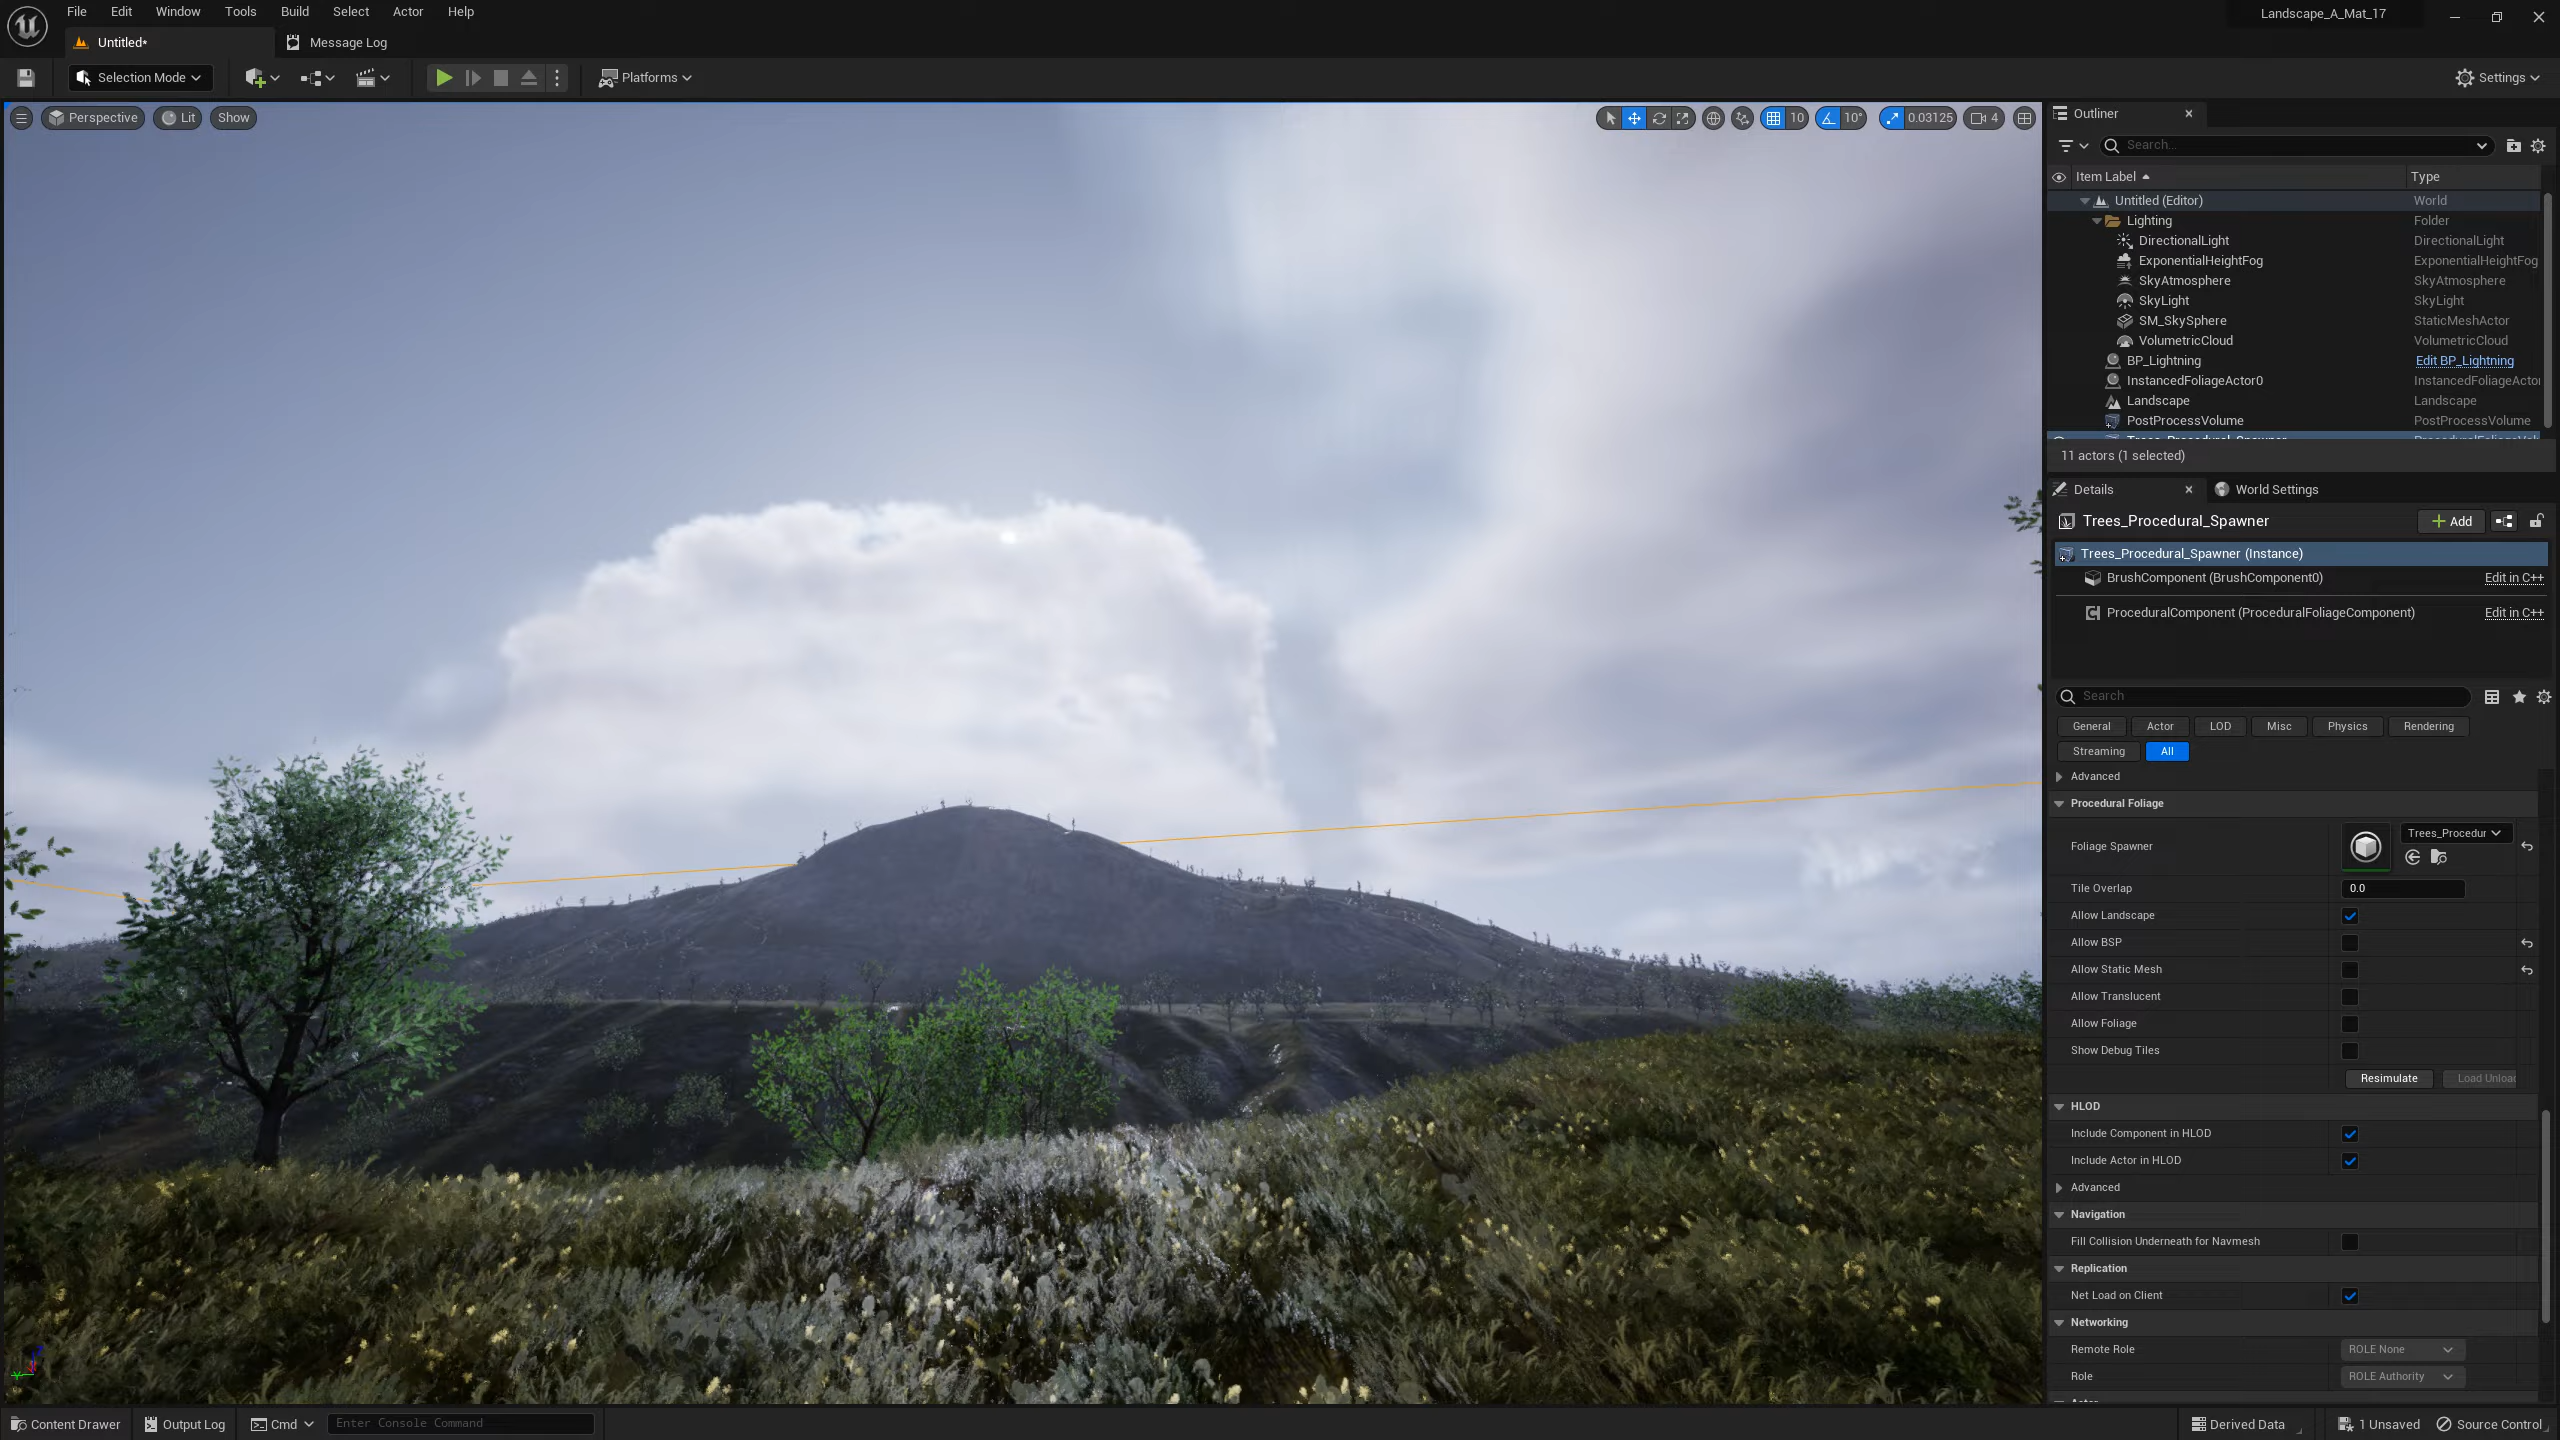 File Edit Window Tools Build Select Actor Help
Landscape_A_Mat_17
Untitled*
Message Log
Selection Mode
Platforms
Settings
Perspective
Lit
Show
10
10°
0.03125
4
Outliner
Search...
Item Label
Type
Untitled (Editor) World
Lighting Folder
DirectionalLight DirectionalLight
ExponentialHeightFog ExponentialHeightFog
SkyAtmosphere SkyAtmosphere
SkyLight SkyLight
SM_SkySphere StaticMeshActor
VolumetricCloud VolumetricCloud
BP_Lightning Edit BP_Lightning
InstancedFoliageActor0 InstancedFoliageActor
Landscape Landscape
PostProcessVolume PostProcessVolume
Trees_Procedural_Spawner ProceduralFoliageVol
11 actors (1 selected)
Details
World Settings
Trees_Procedural_Spawner
Add
Trees_Procedural_Spawner (Instance)
BrushComponent (BrushComponent0) Edit in C++
ProceduralComponent (ProceduralFoliageComponent) Edit in C++
Search
General Actor LOD Misc Physics Rendering
Streaming All
Advanced
Procedural Foliage
Foliage Spawner Trees_Procedur
Tile Overlap 0.0
Allow Landscape
Allow BSP
Allow Static Mesh
Allow Translucent
Allow Foliage
Show Debug Tiles
Resimulate Load Unload
HLOD
Include Component in HLOD
Include Actor in HLOD
Advanced
Navigation
Fill Collision Underneath for Navmesh
Replication
Net Load on Client
Networking
Remote Role ROLE None
Role ROLE Authority
Content Drawer
Output Log
Cmd
Enter Console Command
Derived Data
1 Unsaved
Source Control